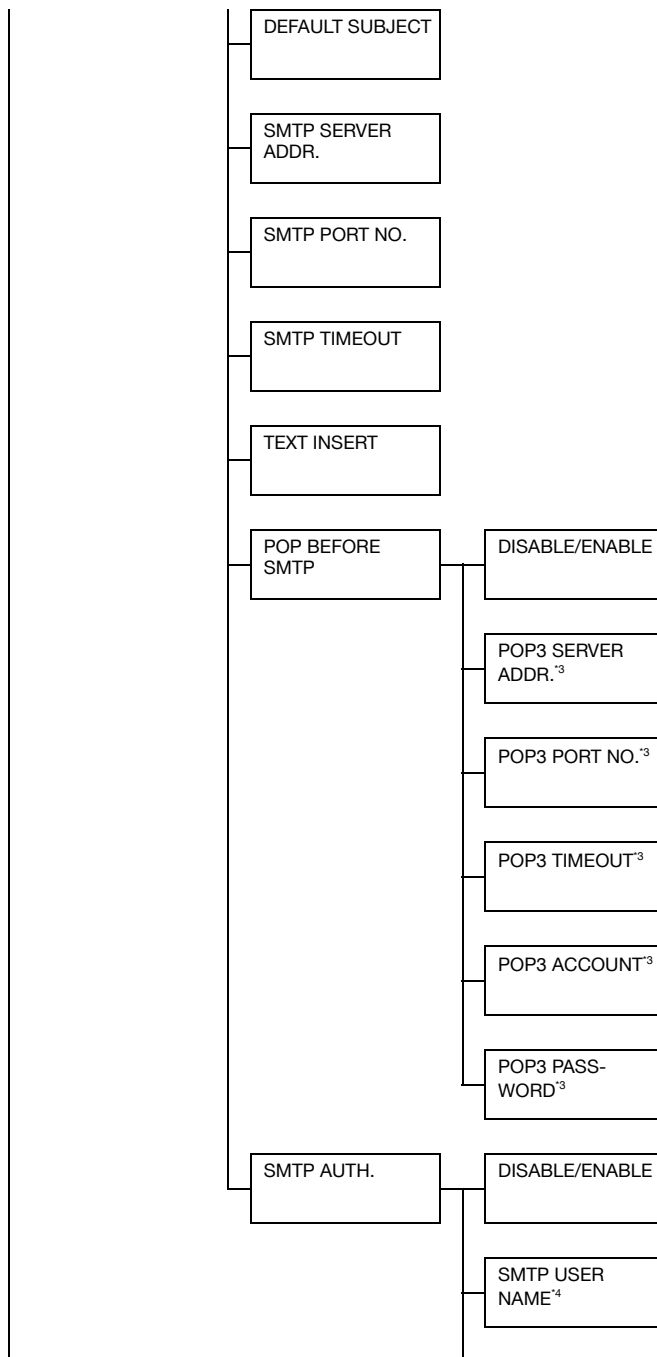 DEFAULT SUBJECT
SMTP SERVER
ADDR.
SMTP PORT NO.
SMTP TIMEOUT
TEXT INSERT
POP BEFORE
SMTP
DISABLE/ENABLE
POP3 SERVER
ADDR.*3
POP3 PORT NO.*3
POP3 TIMEOUT*3
POP3 ACCOUNT*3
POP3 PASS-
WORD*3
SMTP AUTH.
DISABLE/ENABLE
SMTP USER
NAME*4